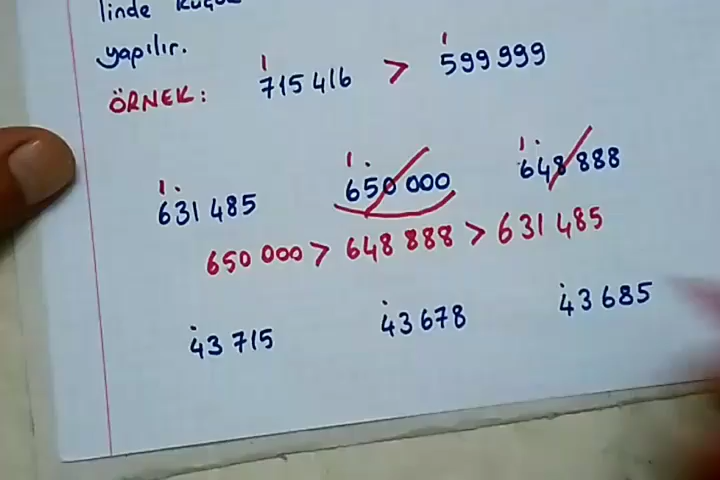 linde
yapılır.
ÖRNEK: 715 416 > 599 999
631 485 650 000 648 888
650 000 > 648 888 > 631 485
43 715 43 678 43 685